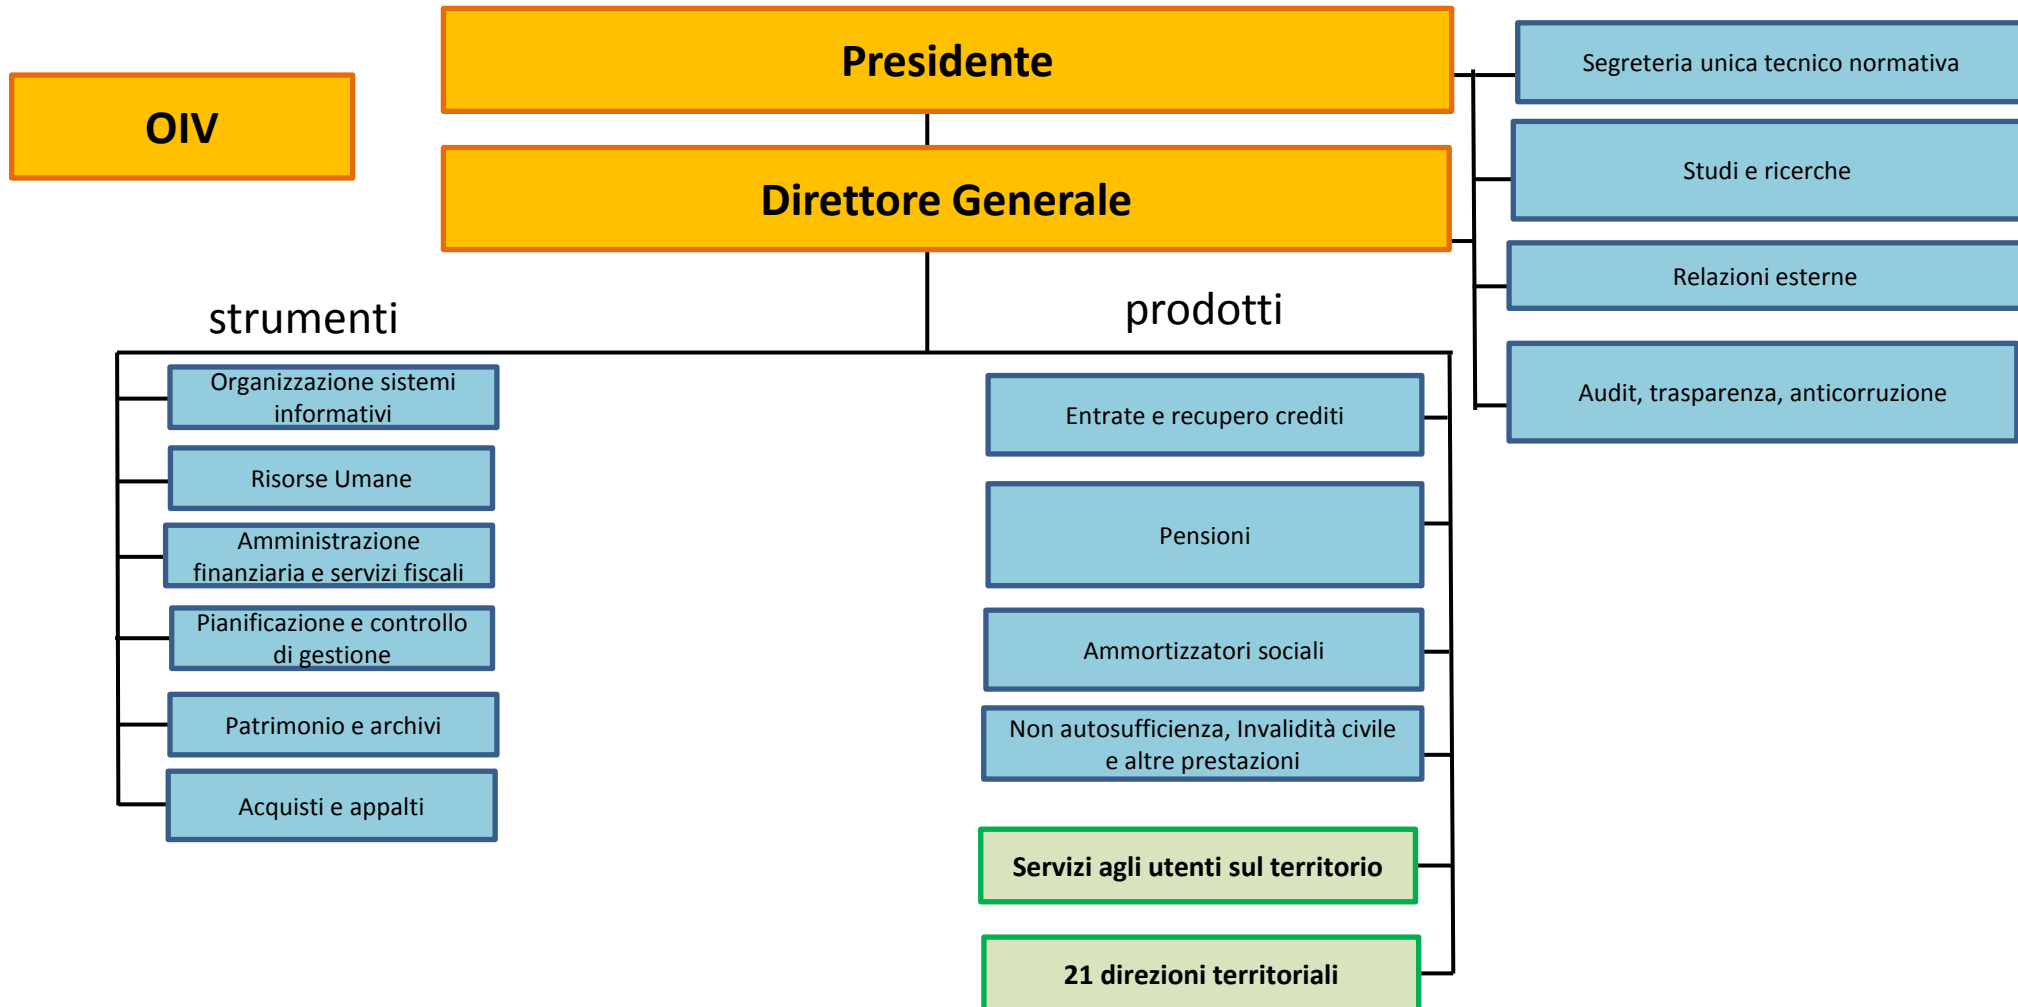 Presidente
OIV
Direttore Generale
Segreteria unica tecnico normativa
Studi e ricerche
Relazioni esterne
Audit, trasparenza, anticorruzione
strumenti
Organizzazione sistemi
informativi
Risorse Umane
Amministrazione
finanziaria e servizi fiscali
Pianificazione e controllo
di gestione
Patrimonio e archivi
Acquisti e appalti
prodotti
Entrate e recupero crediti
Pensioni
Ammortizzatori sociali
Non autosufficienza, Invalidità civile
e altre prestazioni
Servizi agli utenti sul territorio
21 direzioni territoriali